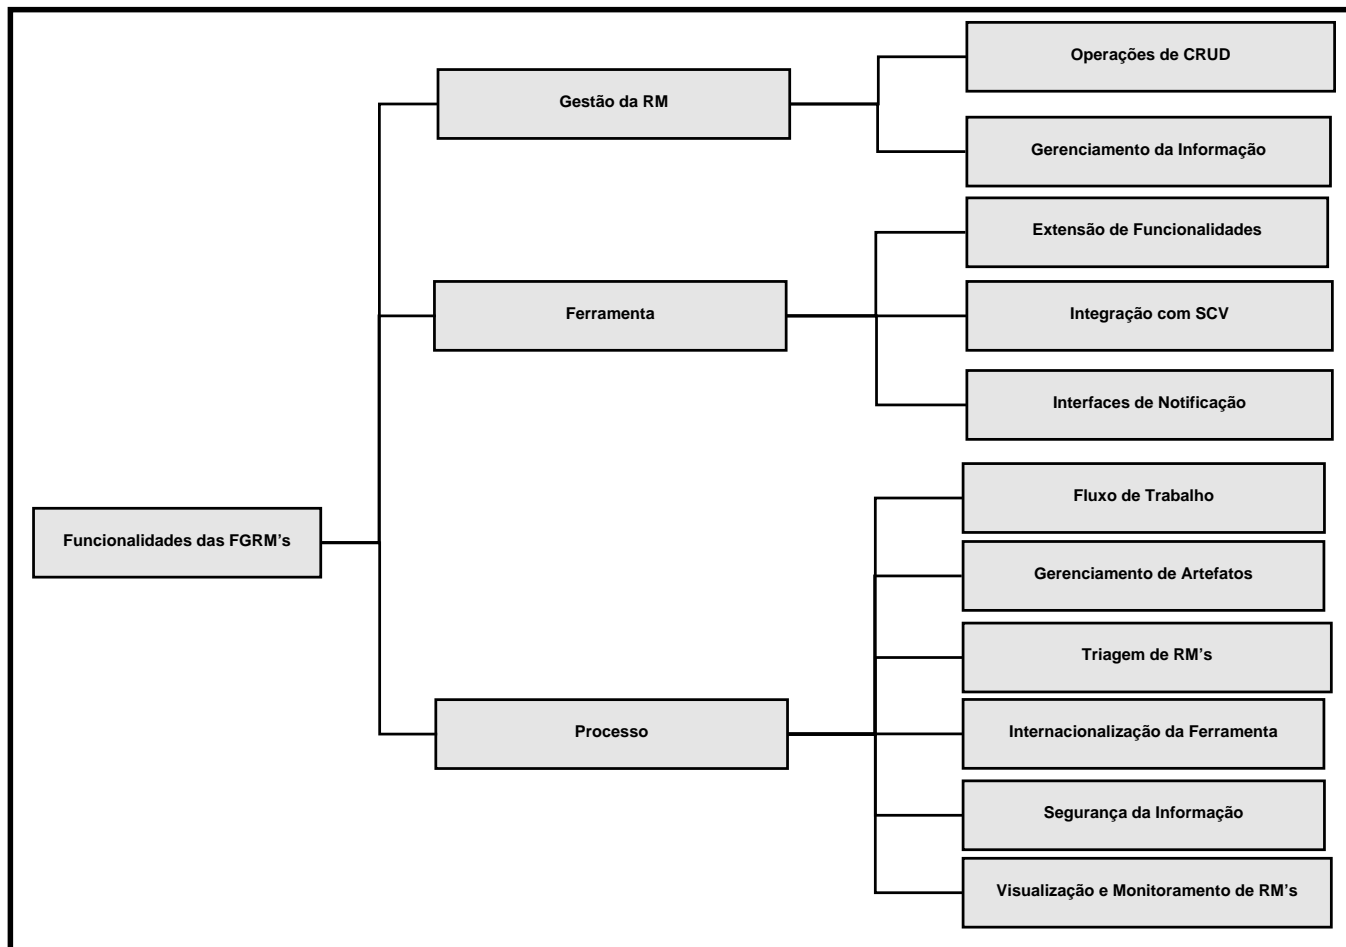 Funcionalidades das FGRM’s
Gestão da RM
Operações de CRUD
Gerenciamento da Informação
Ferramenta
Extensão de Funcionalidades
Integração com SCV
Interfaces de Notificação
Processo
Fluxo de Trabalho
Gerenciamento de Artefatos
Triagem de RM’s
Internacionalização da Ferramenta
Segurança da Informação
Visualização e Monitoramento de RM’s